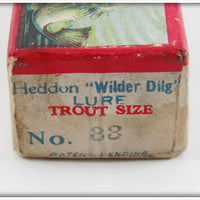 Heddon "Wilder Dilg"
LURE
TROUT SIZE
No. 33
PATENT PENDING